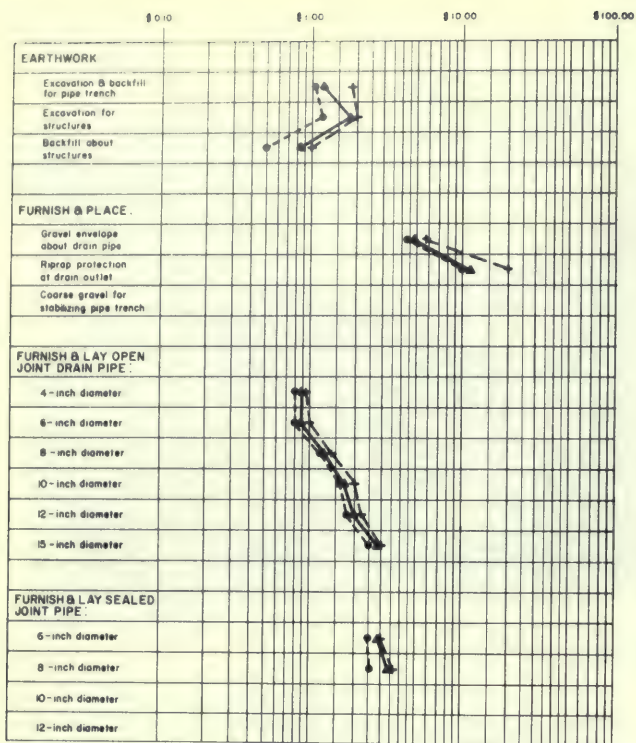 $ 0.10 $ 1.00 $ 10.00 $ 100.00
EARTHWORK
Excavation & backfill
for pipe trench
Excavation for
structures
Backfill about
structures
FURNISH & PLACE:
Gravel envelope
about drain pipe
Riprap protection
at drain outlet
Coarse gravel for
stabilizing pipe trench
FURNISH & LAY OPEN
JOINT DRAIN PIPE:
4-inch diameter
6-inch diameter
8-inch diameter
10-inch diameter
12-inch diameter
15-inch diameter
FURNISH & LAY SEALED
JOINT PIPE:
6-inch diameter
8-inch diameter
10-inch diameter
12-inch diameter